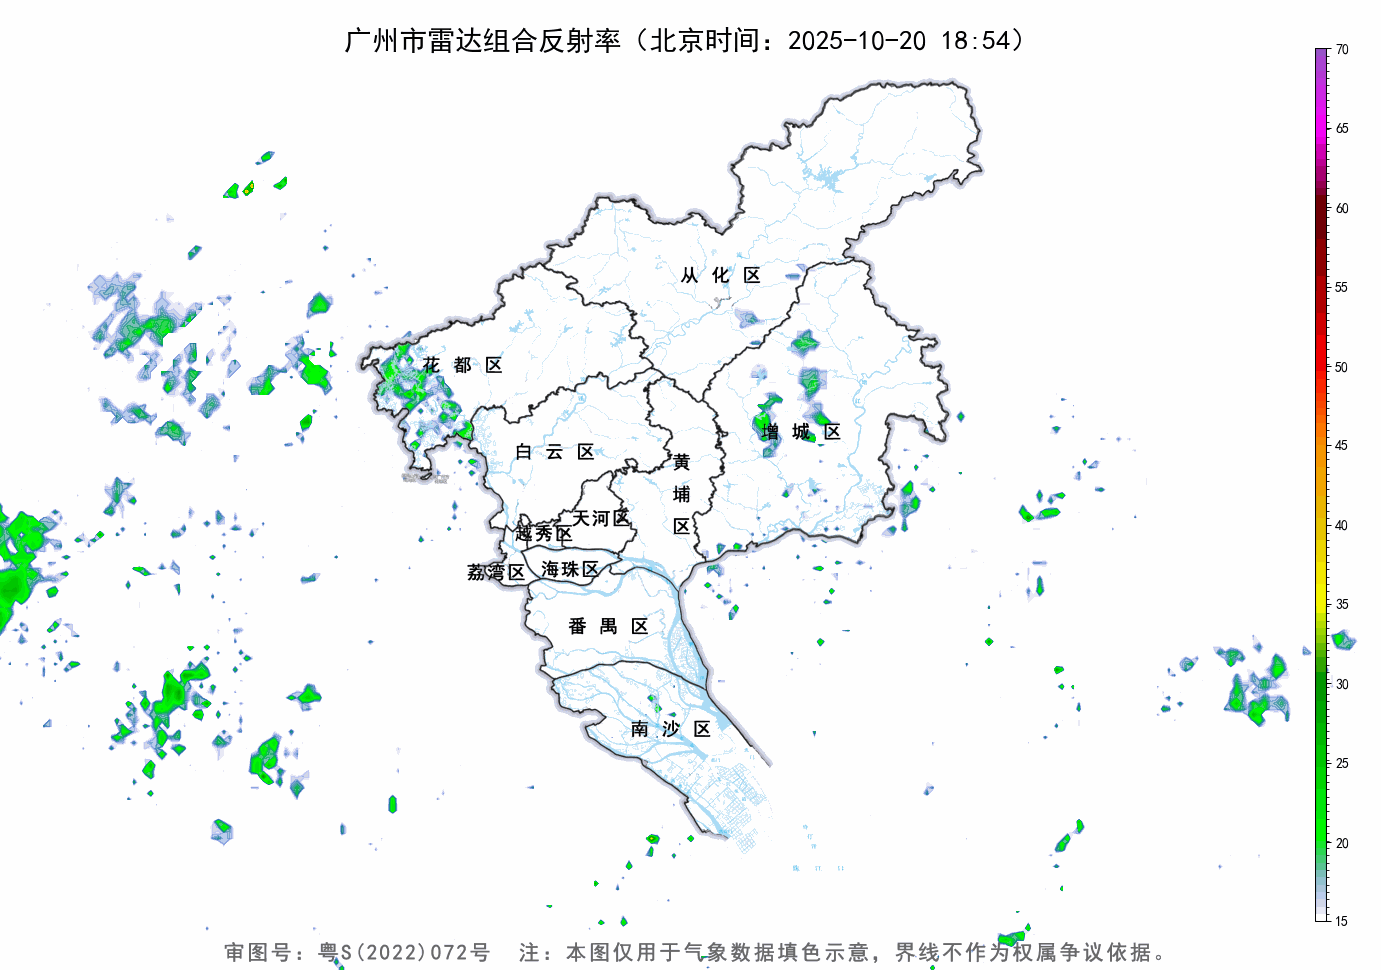 广州市雷达组合反射率（北京时间：2025-10-20 18:54）
70
65
60
55
50
45
40
35
30
25
20
15
从化区
花都区
增城区
白云区
黄埔区
天河区
越秀区
荔湾区
海珠区
番禺区
南沙区
审图号：粤S(2022)072号 注：本图仅用于气象数据填色示意，界线不作为权属争议依据。